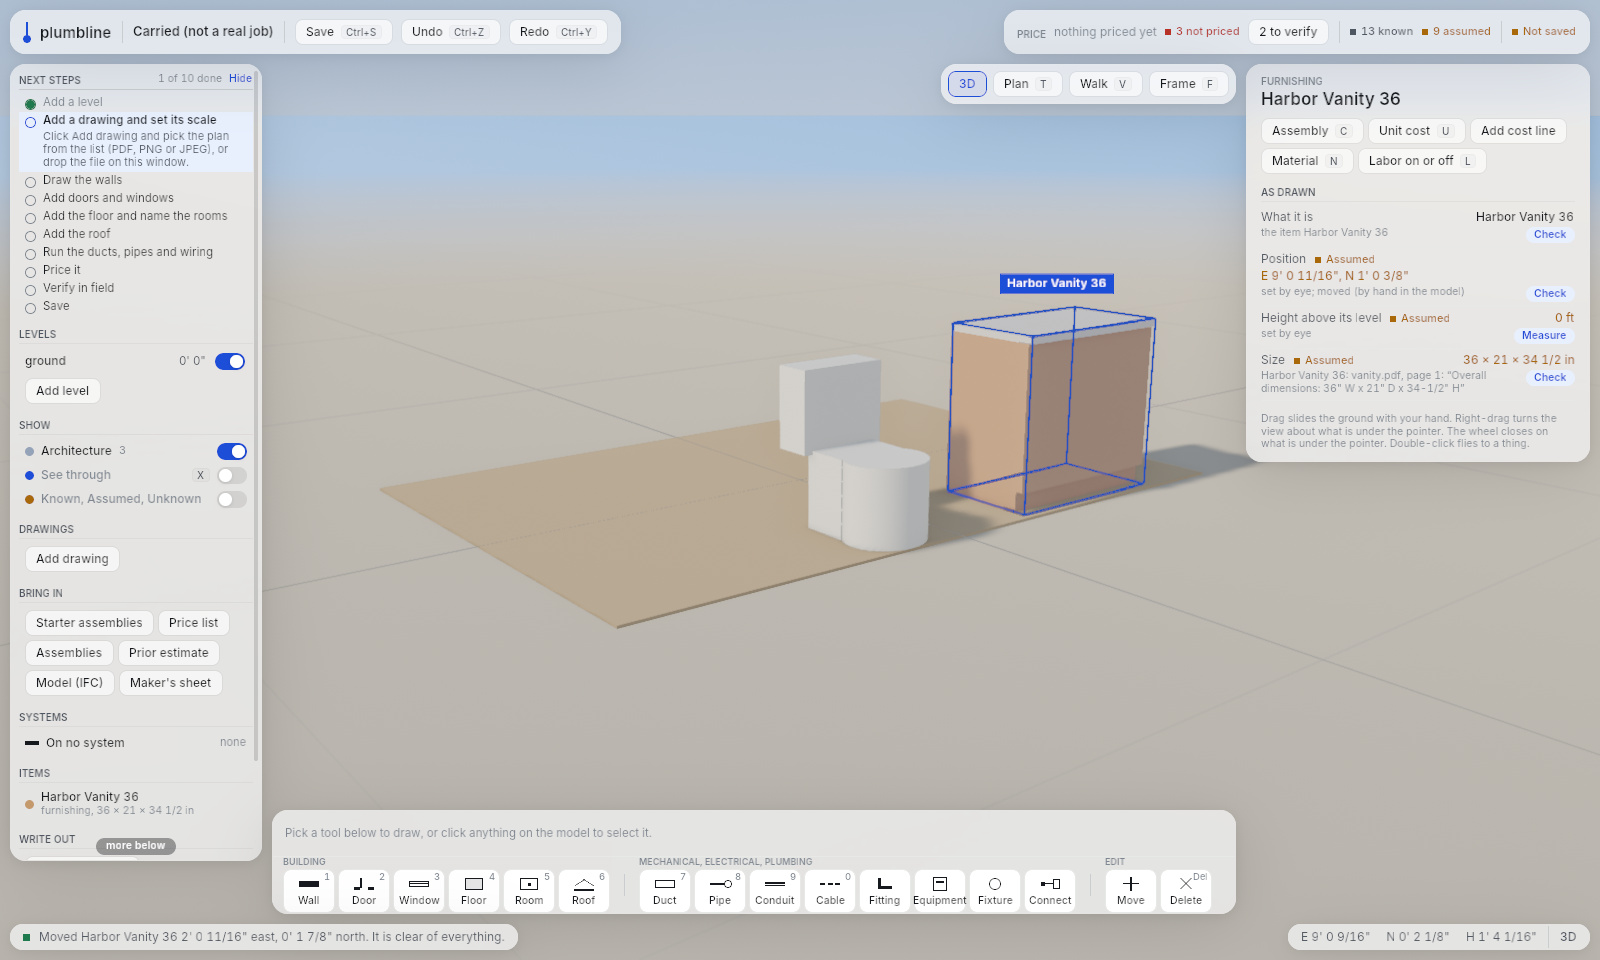 plumbline
Carried (not a real job)
Save Ctrl+S
Undo Ctrl+Z
Redo Ctrl+Y
PRICE nothing priced yet
3 not priced
2 to verify
13 known
9 assumed
Not saved
NEXT STEPS
1 of 10 done Hide
Add a level
Add a drawing and set its scale
Click Add drawing and pick the plan
from the list (PDF, PNG or JPEG), or
drop the file on this window.
Draw the walls
Add doors and windows
Add the floor and name the rooms
Add the roof
Run the ducts, pipes and wiring
Price it
Verify in field
Save
LEVELS
ground 0' 0"
Add level
SHOW
Architecture 3
See through X
Known, Assumed, Unknown
DRAWINGS
Add drawing
BRING IN
Starter assemblies Price list
Assemblies Prior estimate
Model (IFC) Maker's sheet
SYSTEMS
On no system none
ITEMS
Harbor Vanity 36
furnishing, 36 × 21 × 34 1/2 in
WRITE OUT
more below
3D
Plan T
Walk V
Frame F
Harbor Vanity 36
FURNISHING
Harbor Vanity 36
Assembly C
Unit cost U
Add cost line
Material N
Labor on or off L
AS DRAWN
What it is Harbor Vanity 36
the item Harbor Vanity 36 Check
Position Assumed
E 9' 0 11/16", N 1' 0 3/8"
set by eye; moved (by hand in the model) Check
Height above its level Assumed 0 ft
set by eye Measure
Size Assumed 36 × 21 × 34 1/2 in
Harbor Vanity 36: vanity.pdf, page 1: "Overall Check
dimensions: 36" W x 21" D x 34-1/2" H"
Drag slides the ground with your hand. Right-drag turns the
view about what is under the pointer. The wheel closes on
what is under the pointer. Double-click flies to a thing.
Pick a tool below to draw, or click anything on the model to select it.
BUILDING
1 Wall
2 Door
3 Window
4 Floor
5 Room
6 Roof
MECHANICAL, ELECTRICAL, PLUMBING
7 Duct
8 Pipe
9 Conduit
0 Cable
Fitting
Equipment
Fixture
Connect
EDIT
Move
Del Delete
Moved Harbor Vanity 36 2' 0 11/16" east, 0' 1 7/8" north. It is clear of everything.
E 9' 0 9/16" N 0' 2 1/8" H 1' 4 1/16" 3D